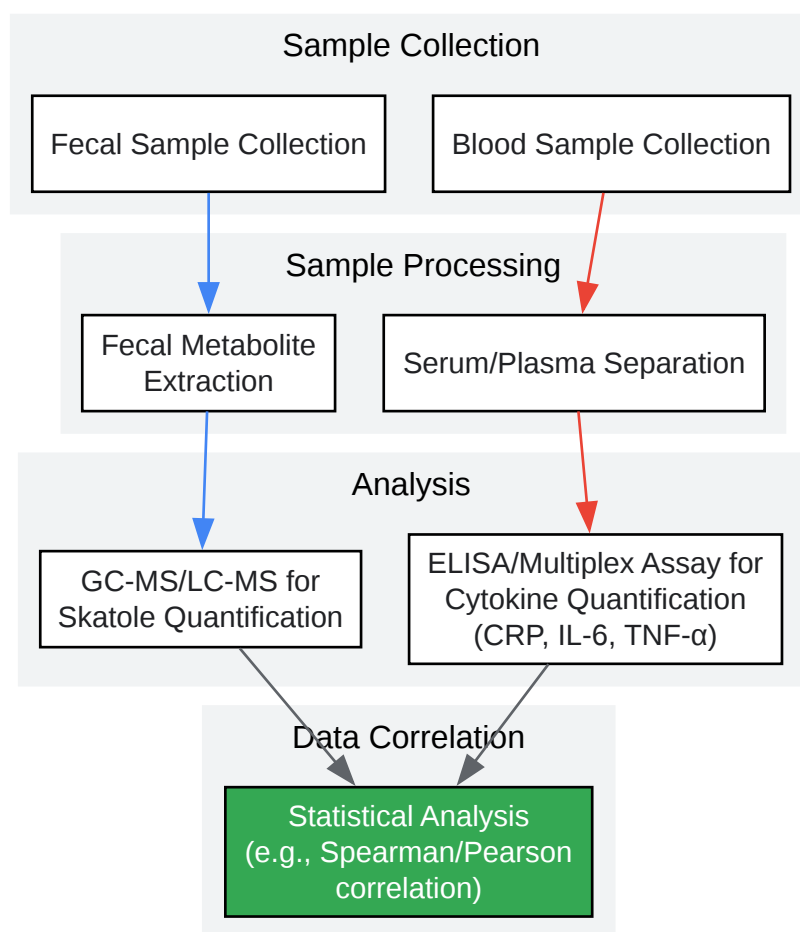 Sample Collection
Fecal Sample Collection
Blood Sample Collection
Sample Processing
Fecal Metabolite
Extraction
Serum/Plasma Separation
Analysis
GC-MS/LC-MS for
Skatole Quantification
ELISA/Multiplex Assay for
Cytokine Quantification
(CRP, IL-6, TNF-α)
Data Correlation
Statistical Analysis
(e.g., Spearman/Pearson
correlation)